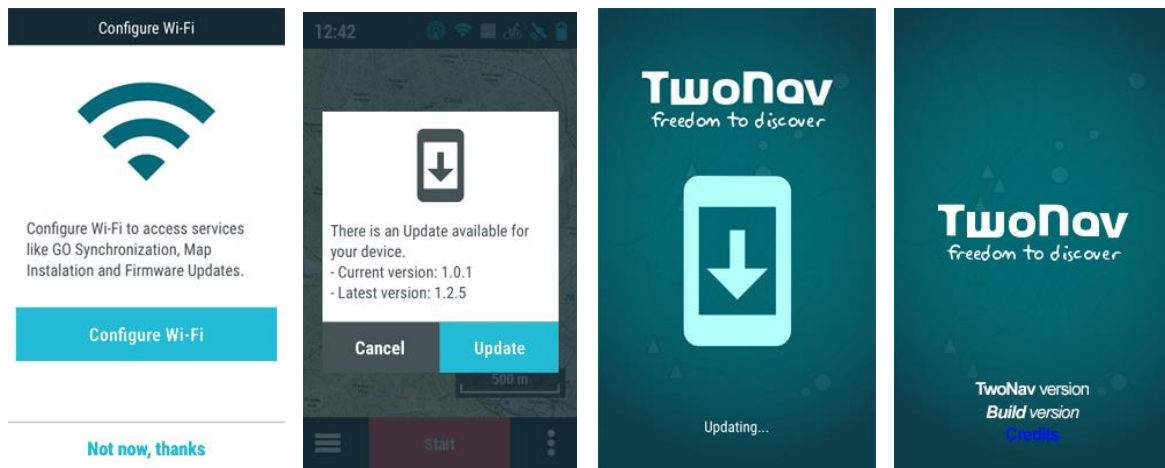 Configure Wi-Fi
Configure Wi-Fi to access services
like GO Synchronization, Map
Instalation and Firmware Updates.
Configure Wi-Fi
Not now, thanks
12:42
There is an Update available for
your device.
- Current version: 1.0.1
- Latest version: 1.2.5
Cancel
Update
500 m
Start
TwoNav
freedom to discover
Updating...
TwoNav
freedom to discover
TwoNav version
Build version
Credits